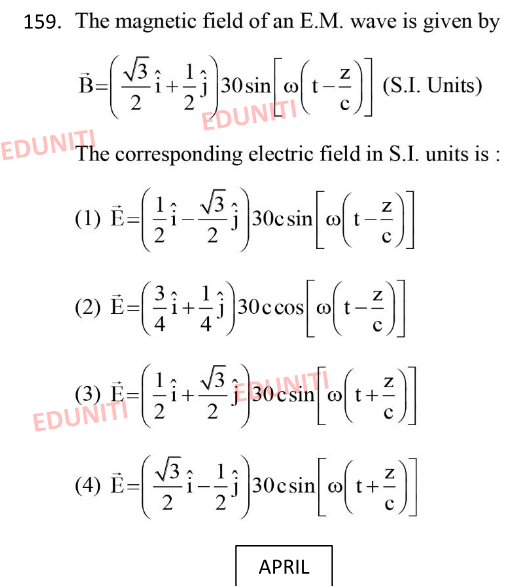 159. The magnetic field of an E.M. wave is given by
B⃗=(√3/2 î+1/2 ĵ)30sin[ω(t−z/c)] (S.I. Units)
EDUNITI
EDUNITI
The corresponding electric field in S.I. units is :
(1) E⃗=(1/2 î−√3/2 ĵ)30c sin[ω(t−z/c)]
(2) E⃗=(3/4 î+1/4 ĵ)30c cos[ω(t−z/c)]
(3) E⃗=(1/2 î+√3/2 ĵ)30c sin[ω(t+z/c)]
EDUNITI
EDUNITI
(4) E⃗=(√3/2 î−1/2 ĵ)30c sin[ω(t+z/c)]
APRIL